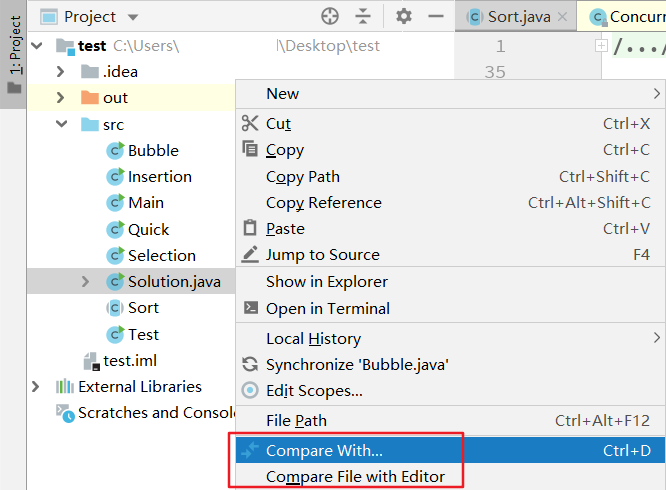 1: Project
Project
Sort.java
Concurr
test C:\Users\ \Desktop\test
1
/.../
35
.idea
out
src
Bubble
Insertion
Main
Quick
Selection
Solution.java
Sort
Test
test.iml
External Libraries
Scratches and Consol
New
Cut Ctrl+X
Copy Ctrl+C
Copy Path Ctrl+Shift+C
Copy Reference Ctrl+Alt+Shift+C
Paste Ctrl+V
Jump to Source F4
Show in Explorer
Open in Terminal
Local History
Synchronize 'Bubble.java'
Edit Scopes...
File Path Ctrl+Alt+F12
Compare With... Ctrl+D
Compare File with Editor